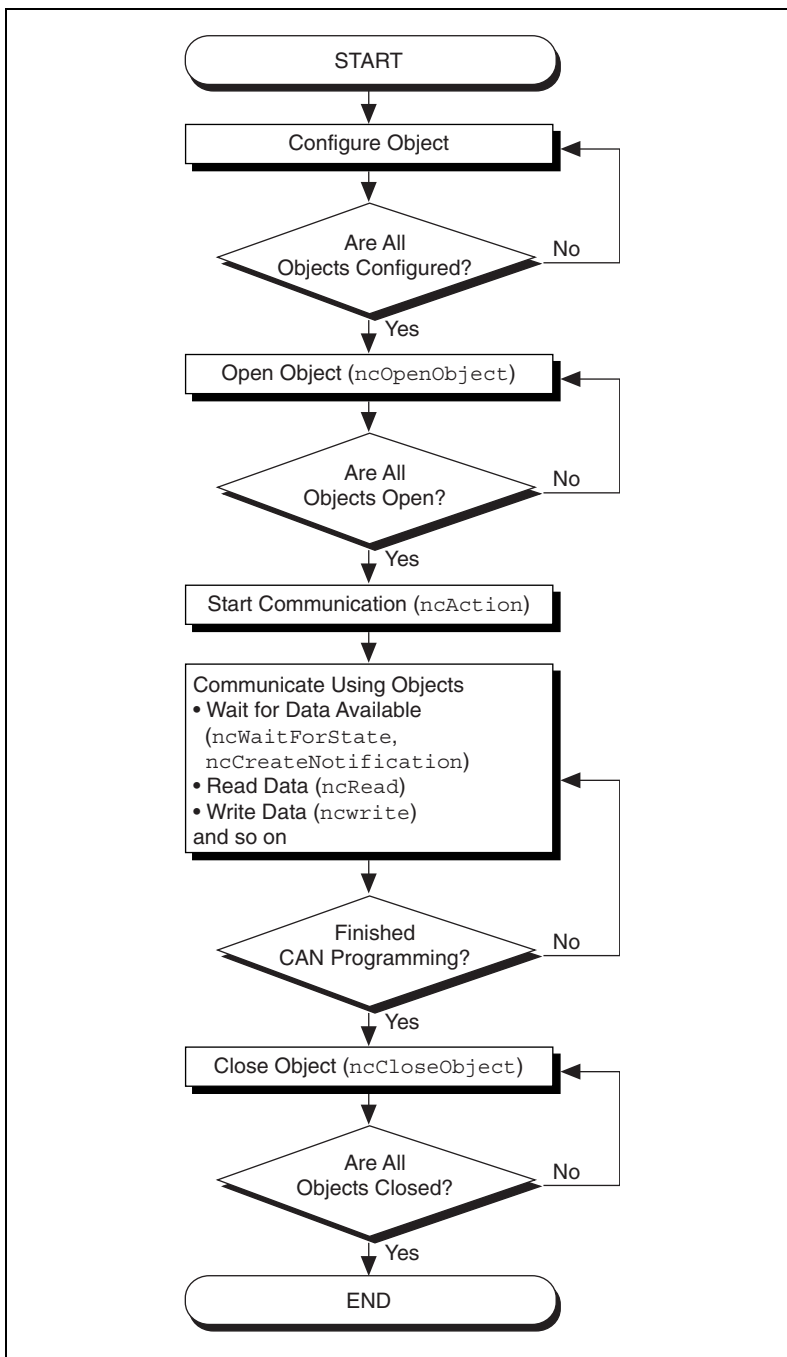 START
Configure Object
Are All
Objects Configured?
No
Yes
Open Object (ncOpenObject)
Are All
Objects Open?
No
Yes
Start Communication (ncAction)
Communicate Using Objects
• Wait for Data Available
(ncWaitForState,
ncCreateNotification)
• Read Data (ncRead)
• Write Data (ncwrite)
and so on
Finished
CAN Programming?
No
Yes
Close Object (ncCloseObject)
Are All
Objects Closed?
No
Yes
END